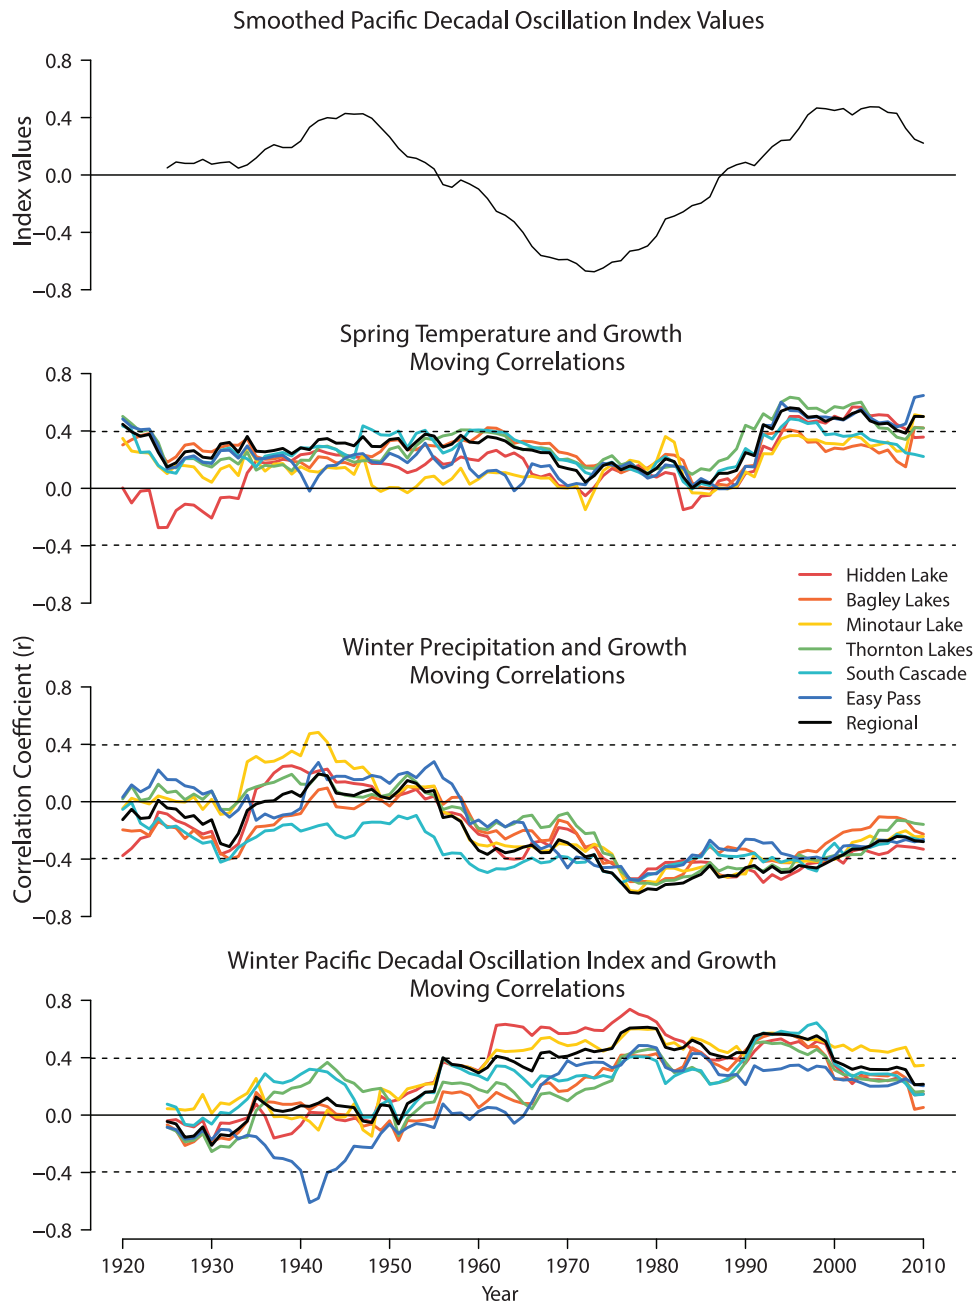 Smoothed Pacific Decadal Oscillation Index Values
0.8
0.4
0.0
−0.4
−0.8
Index values
Spring Temperature and Growth
Moving Correlations
0.8
0.4
0.0
−0.4
−0.8
Hidden Lake
Bagley Lakes
Minotaur Lake
Thornton Lakes
South Cascade
Easy Pass
Regional
Correlation Coefficient (r)
Winter Precipitation and Growth
Moving Correlations
0.8
0.4
0.0
−0.4
−0.8
Winter Pacific Decadal Oscillation Index and Growth
Moving Correlations
0.8
0.4
0.0
−0.4
−0.8
1920 1930 1940 1950 1960 1970 1980 1990 2000 2010
Year